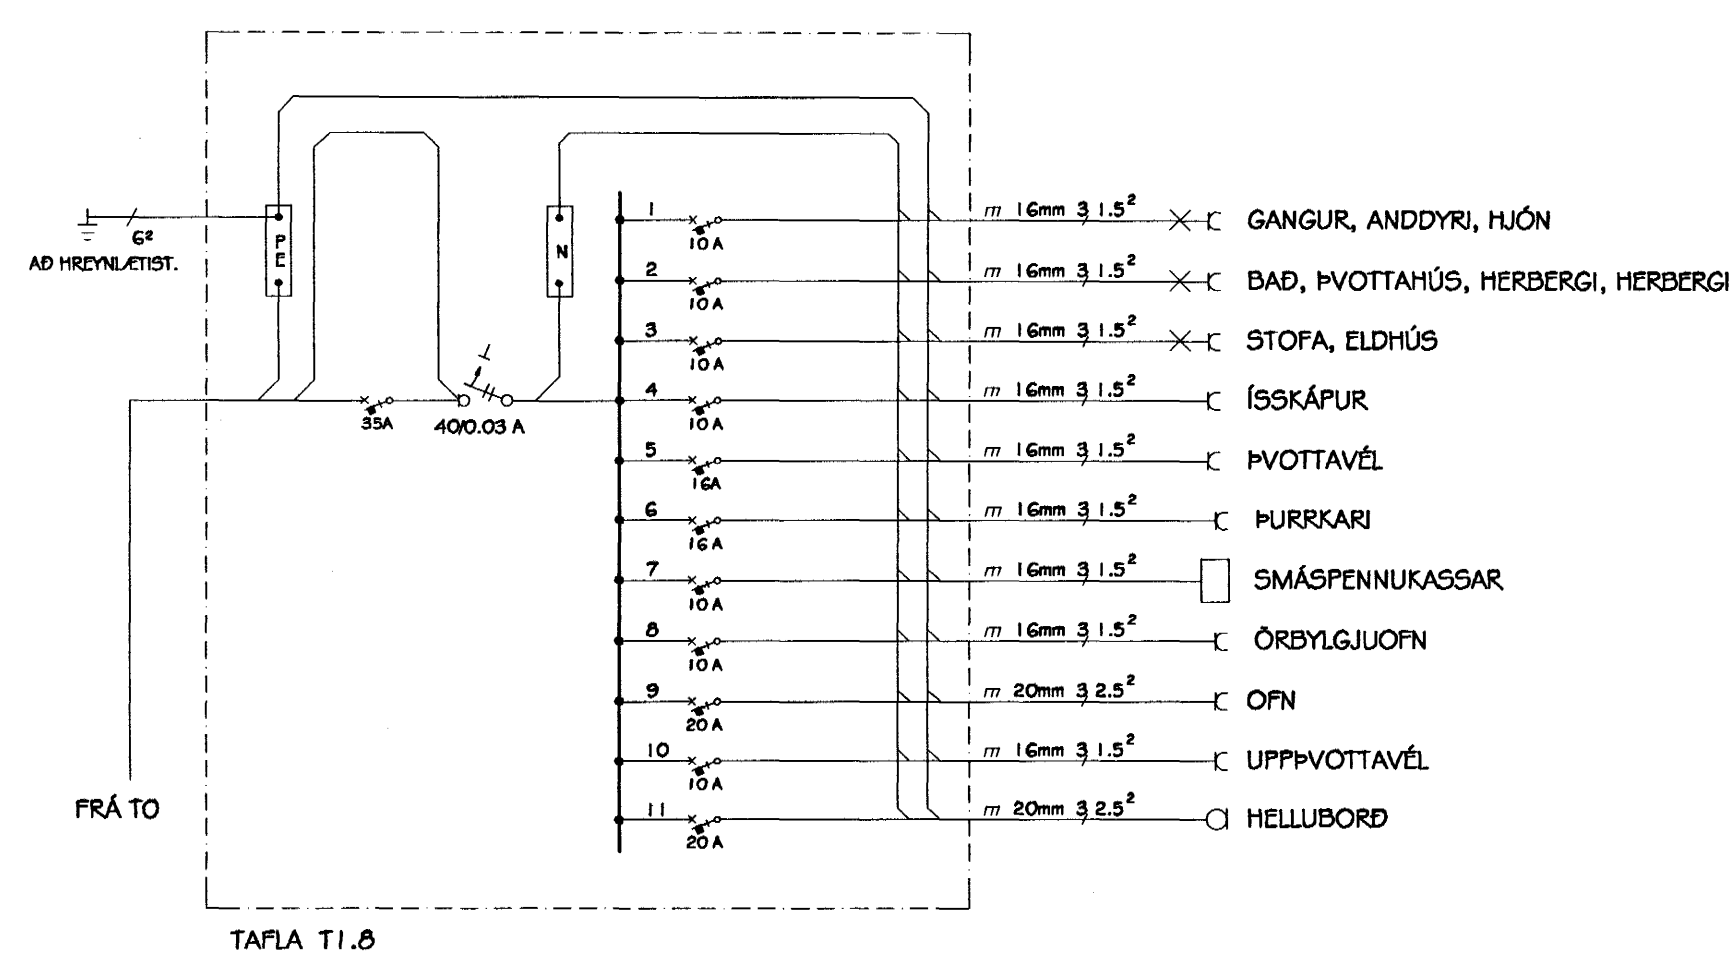 1 10A m 16mm 3 1.5² GANGUR, ANDDYRI, HJÓN
2 10A m 16mm 3 1.5² BAÐ, ÞVOTTAHÚS, HERBERGI, HERBERGI
3 10A m 16mm 3 1.5² STOFA, ELDHÚS
4 10A m 16mm 3 1.5² ÍSSKÁPUR
5 16A m 16mm 3 1.5² ÞVOTTAVÉL
6 16A m 16mm 3 1.5² ÞURRKARI
7 10A m 16mm 3 1.5² SMÁSPENNUKASSAR
8 10A m 16mm 3 1.5² ÖRBYLGJUOFN
9 20A m 20mm 3 2.5² OFN
10 10A m 16mm 3 1.5² UPPÞVOTTAVÉL
11 20A m 20mm 3 2.5² HELLUBORÐ
PE
N
6²
AÐ HREYNLÆTIST.
35A
40/0.03 A
FRÁ TO
TAFLA T1.8